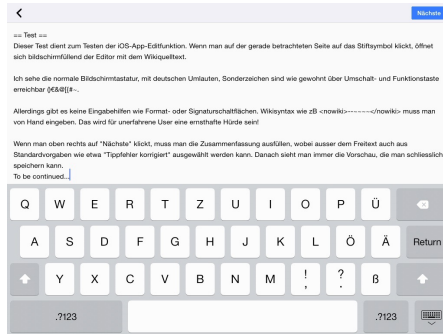 Nächste
== Test ==
Dieser Test dient zum Testen der iOS-App-Editfunktion. Wenn man auf der gerade betrachteten Seite auf das Stiftsymbol klickt, öffnet
sich bildschirmfüllend der Editor mit dem Wikiquelltext.
Ich sehe die normale Bildschirmtastatur, mit deutschen Umlauten, Sonderzeichen sind wie gewohnt über Umschalt- und Funktionstaste
erreichbar {}€&@[[#~.
Allerdings gibt es keine Eingabehilfen wie Format- oder Signaturschaltflächen. Wikisyntax wie zB <nowiki>--~~~~</nowiki> muss man
von Hand eingeben. Das wird für unerfahrene User eine ernsthafte Hürde sein!
Wenn man oben rechts auf "Nächste" klickt, muss man die Zusammenfassung ausfüllen, wobei ausser dem Freitext auch aus
Standardvorgaben wie etwa "Tippfehler korrigiert" ausgewählt werden kann. Danach sieht man immer die Vorschau, die man schliesslich
speichern kann.
To be continued...
Q W E R T Z U I O P Ü
A S D F G H J K L Ö Ä Return
Y X C V B N M ! , ? . ß
.?123 .?123